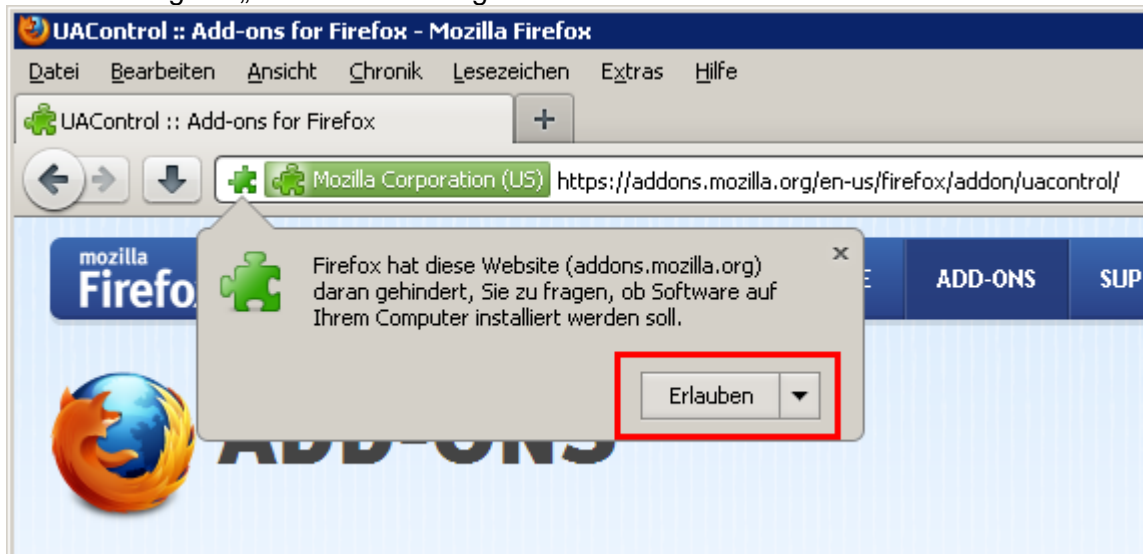 UAControl :: Add-ons for Firefox - Mozilla Firefox
Datei Bearbeiten Ansicht Chronik Lesezeichen Extras Hilfe
UAControl :: Add-ons for Firefox
Mozilla Corporation (US) https://addons.mozilla.org/en-us/firefox/addon/uacontrol/
mozilla
Firefo
ADD-ONS SUP
Firefox hat diese Website (addons.mozilla.org)
daran gehindert, Sie zu fragen, ob Software auf
Ihrem Computer installiert werden soll.
Erlauben
ADD-ONS